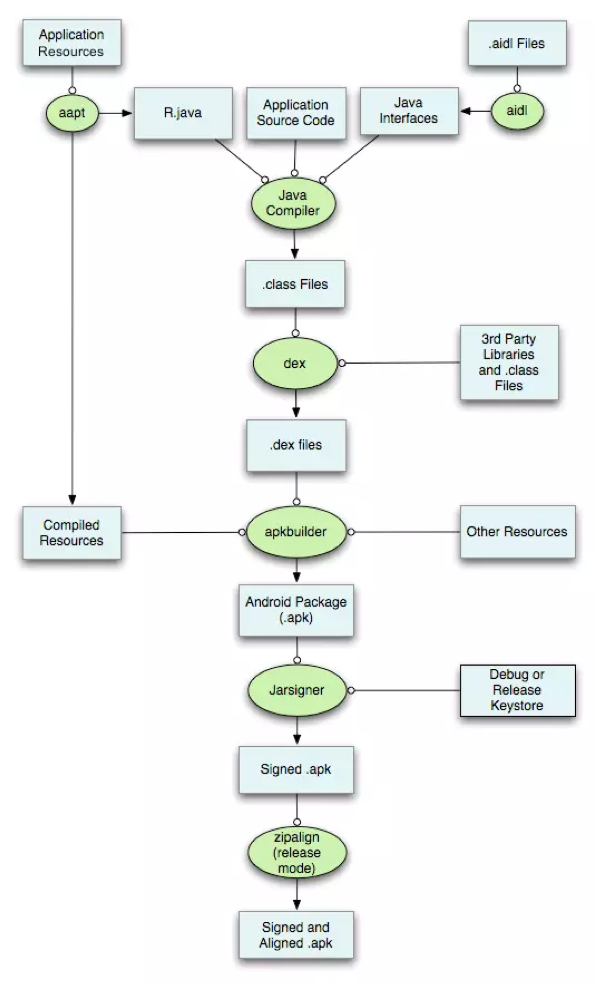 Application
Resources
.aidl Files
aapt
R.java
Application
Source Code
Java
Interfaces
aidl
Java
Compiler
.class Files
dex
3rd Party
Libraries
and .class
Files
.dex files
Compiled
Resources
apkbuilder
Other Resources
Android Package
(.apk)
Jarsigner
Debug or
Release
Keystore
Signed .apk
zipalign
(release
mode)
Signed and
Aligned .apk